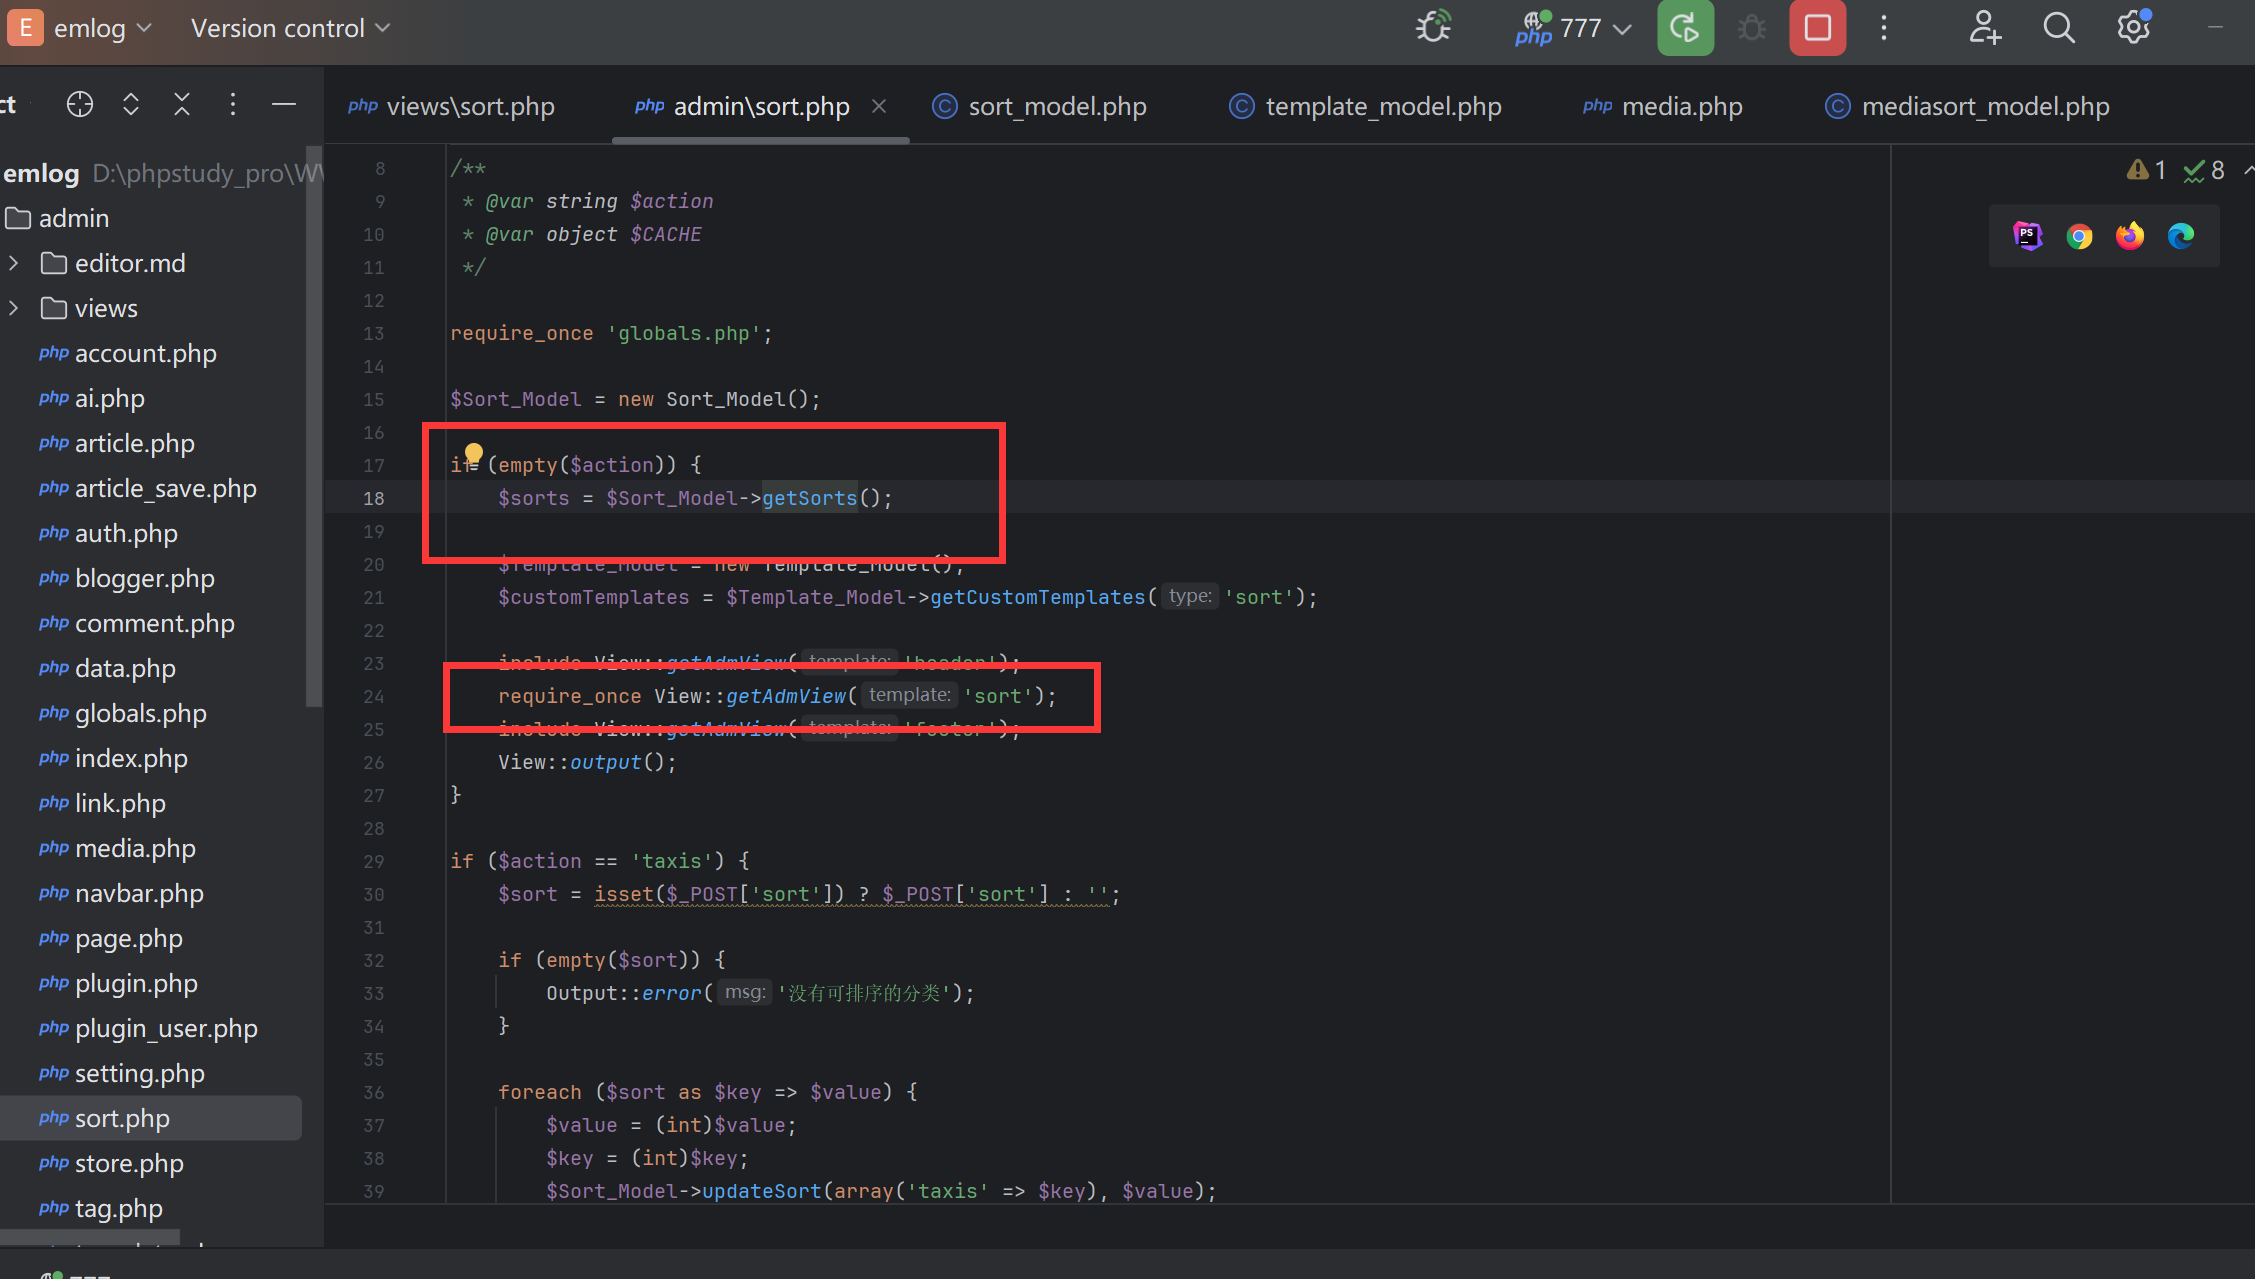 E emlog Version control
php 777
ct
php views\sort.php php admin\sort.php C sort_model.php C template_model.php php media.php C mediasort_model.php
emlog D:\phpstudy_pro\W
admin
editor.md
views
php account.php
php ai.php
php article.php
php article_save.php
php auth.php
php blogger.php
php comment.php
php data.php
php globals.php
php index.php
php link.php
php media.php
php navbar.php
php page.php
php plugin.php
php plugin_user.php
php setting.php
php sort.php
php store.php
php tag.php
1 8
PS
8 /**
9 * @var string $action
10 * @var object $CACHE
11 */
12
13 require_once 'globals.php';
14
15 $Sort_Model = new Sort_Model();
16
17 if (empty($action)) {
18 $sorts = $Sort_Model->getSorts();
19
20 $Template_Model = new Template_Model();
21 $customTemplates = $Template_Model->getCustomTemplates( type: 'sort');
22
23 include View::getAdmView( template: 'header');
24 require_once View::getAdmView( template: 'sort');
25 include View::getAdmView( template: 'footer');
26 View::output();
27 }
28
29 if ($action == 'taxis') {
30 $sort = isset($_POST['sort']) ? $_POST['sort'] : '';
31
32 if (empty($sort)) {
33 Output::error( msg: '没有可排序的分类');
34 }
35
36 foreach ($sort as $key => $value) {
37 $value = (int)$value;
38 $key = (int)$key;
39 $Sort_Model->updateSort(array('taxis' => $key), $value);